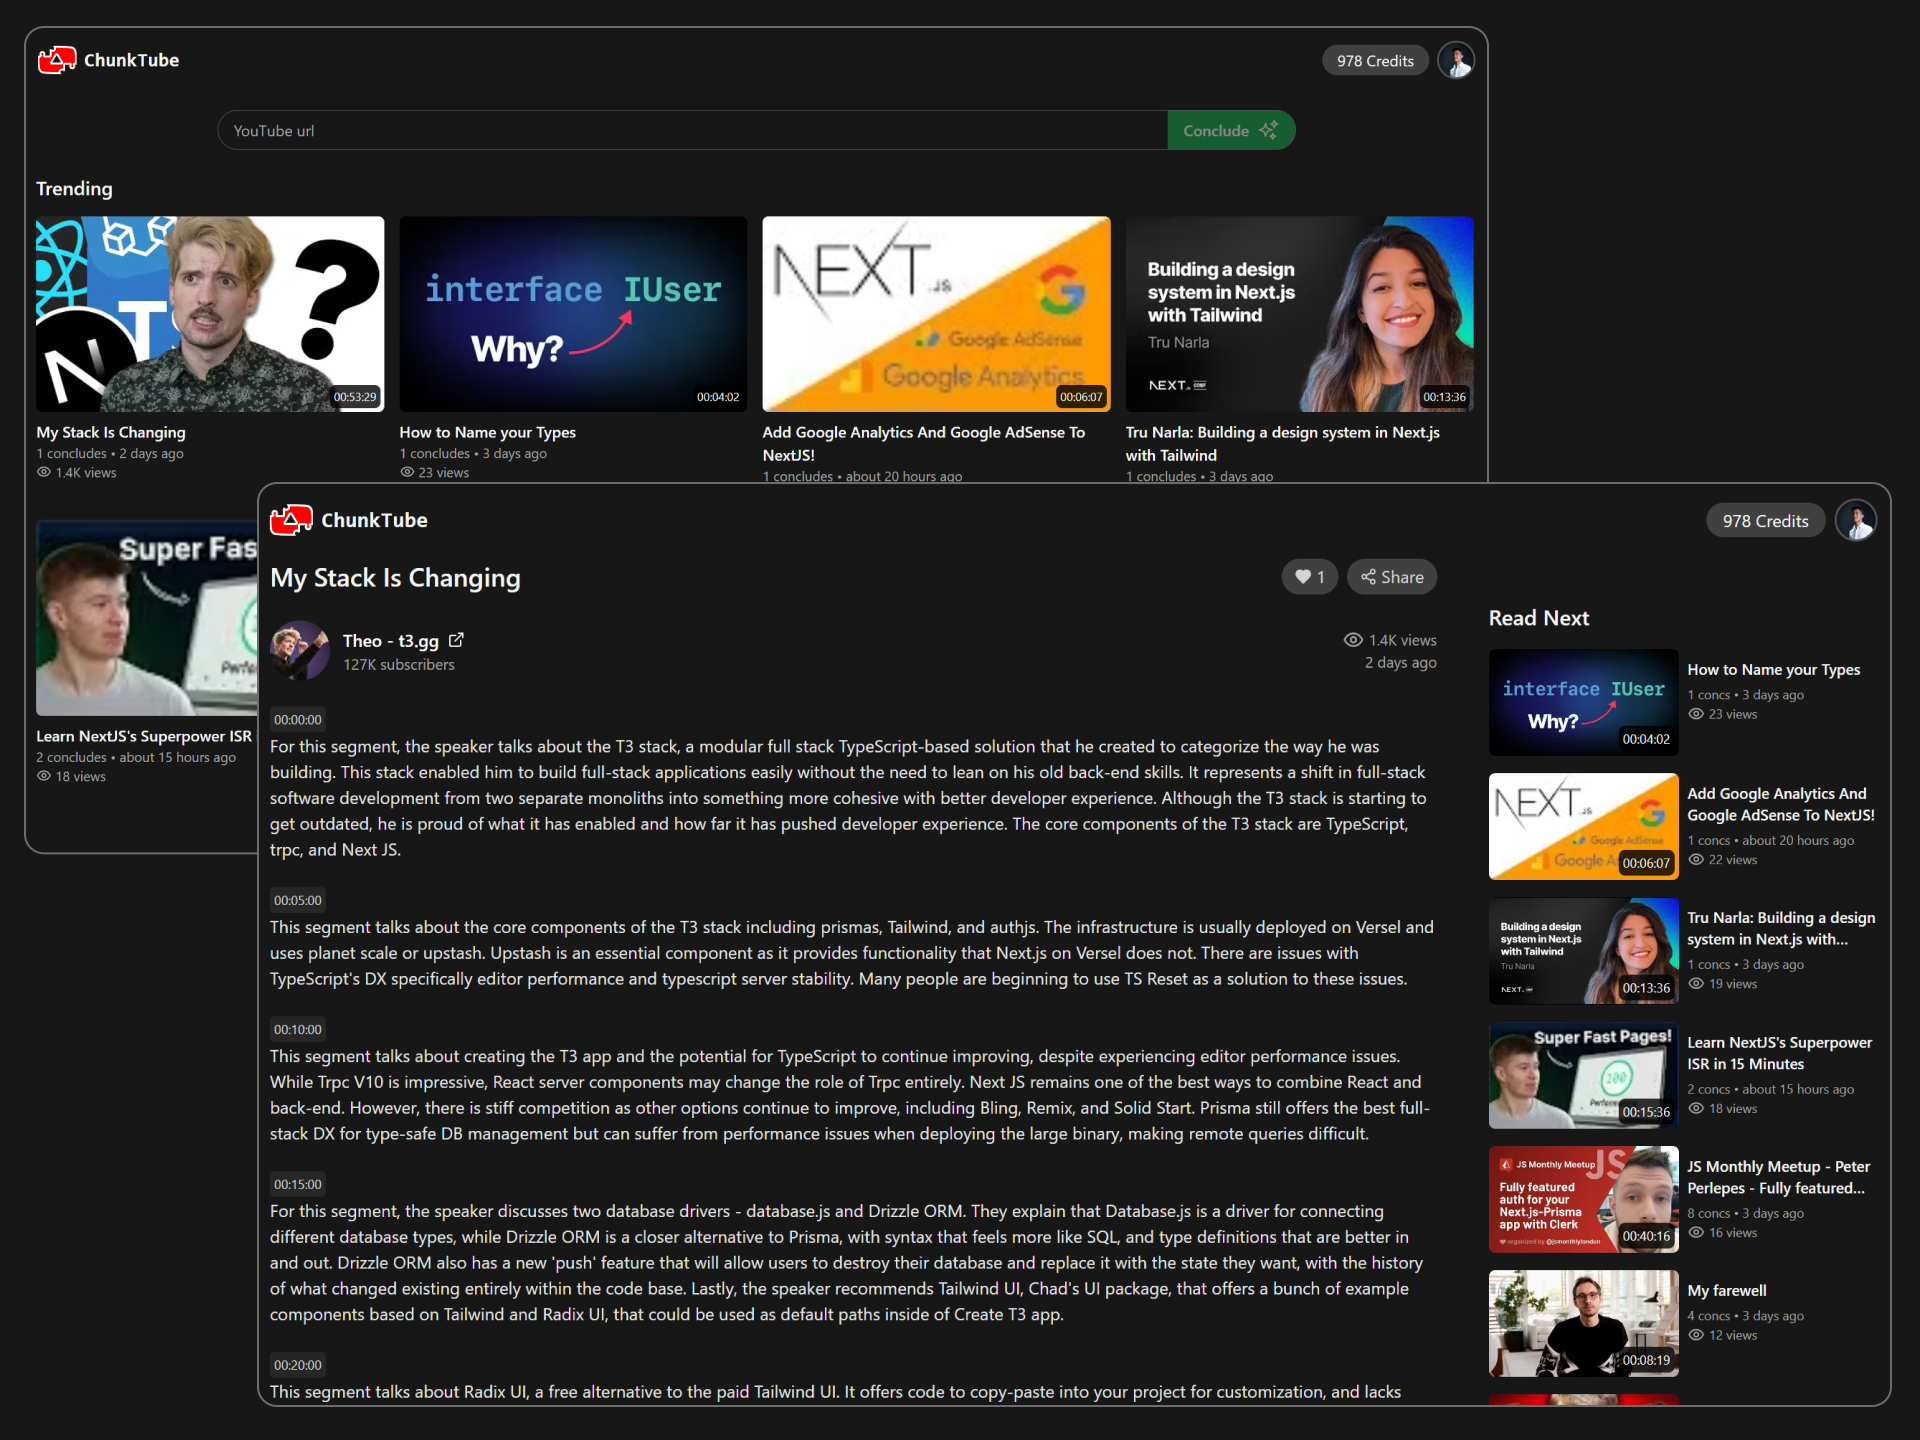 ChunkTube
978 Credits
YouTube url
Conclude
Trending
interface IUser
Why?
NEXT.JS
Google AdSense
Google Analytics
Building a design
system in Next.js
with Tailwind
Tru Narla
NEXT.JS CONF
00:53:29
00:04:02
00:06:07
00:13:36
My Stack Is Changing
1 concludes • 2 days ago
1.4K views
How to Name your Types
1 concludes • 3 days ago
23 views
Add Google Analytics And Google AdSense To
NextJS!
1 concludes • about 20 hours ago
Tru Narla: Building a design system in Next.js
with Tailwind
1 concludes • 3 days ago
Super Fas
Learn NextJS's Superpower ISR
2 concludes • about 15 hours ago
18 views
ChunkTube
978 Credits
My Stack Is Changing
1
Share
Theo - t3.gg
127K subscribers
1.4K views
2 days ago
00:00:00
For this segment, the speaker talks about the T3 stack, a modular full stack TypeScript-based solution that he created to categorize the way he was
building. This stack enabled him to build full-stack applications easily without the need to lean on his old back-end skills. It represents a shift in full-stack
software development from two separate monoliths into something more cohesive with better developer experience. Although the T3 stack is starting to
get outdated, he is proud of what it has enabled and how far it has pushed developer experience. The core components of the T3 stack are TypeScript,
trpc, and Next JS.
00:05:00
This segment talks about the core components of the T3 stack including prismas, Tailwind, and authjs. The infrastructure is usually deployed on Versel and
uses planet scale or upstash. Upstash is an essential component as it provides functionality that Next.js on Versel does not. There are issues with
TypeScript's DX specifically editor performance and typescript server stability. Many people are beginning to use TS Reset as a solution to these issues.
00:10:00
This segment talks about creating the T3 app and the potential for TypeScript to continue improving, despite experiencing editor performance issues.
While Trpc V10 is impressive, React server components may change the role of Trpc entirely. Next JS remains one of the best ways to combine React and
back-end. However, there is stiff competition as other options continue to improve, including Bling, Remix, and Solid Start. Prisma still offers the best full-
stack DX for type-safe DB management but can suffer from performance issues when deploying the large binary, making remote queries difficult.
00:15:00
For this segment, the speaker discusses two database drivers - database.js and Drizzle ORM. They explain that Database.js is a driver for connecting
different database types, while Drizzle ORM is a closer alternative to Prisma, with syntax that feels more like SQL, and type definitions that are better in
and out. Drizzle ORM also has a new 'push' feature that will allow users to destroy their database and replace it with the state they want, with the history
of what changed existing entirely within the code base. Lastly, the speaker recommends Tailwind UI, Chad's UI package, that offers a bunch of example
components based on Tailwind and Radix UI, that could be used as default paths inside of Create T3 app.
00:20:00
This segment talks about Radix UI, a free alternative to the paid Tailwind UI. It offers code to copy-paste into your project for customization, and lacks
Read Next
interface IUser
Why?
00:04:02
How to Name your Types
1 concs • 3 days ago
23 views
NEXT.JS
Google AdSense
00:06:07
Add Google Analytics And
Google AdSense To NextJS!
1 concs • about 20 hours ago
22 views
Building a design
system in Next.js
with Tailwind
Tru Narla
NEXT.JS
00:13:36
Tru Narla: Building a design
system in Next.js with...
1 concs • 3 days ago
19 views
Super Fast Pages!
100
00:15:36
Learn NextJS's Superpower
ISR in 15 Minutes
2 concs • about 15 hours ago
18 views
JS Monthly Meetup
JS
Fully featured
auth for your
Next.js-Prisma
app with Clerk
organized by @jsmonthlylondon
00:40:16
JS Monthly Meetup - Peter
Perlepes - Fully featured...
8 concs • 3 days ago
16 views
00:08:19
My farewell
4 concs • 3 days ago
12 views